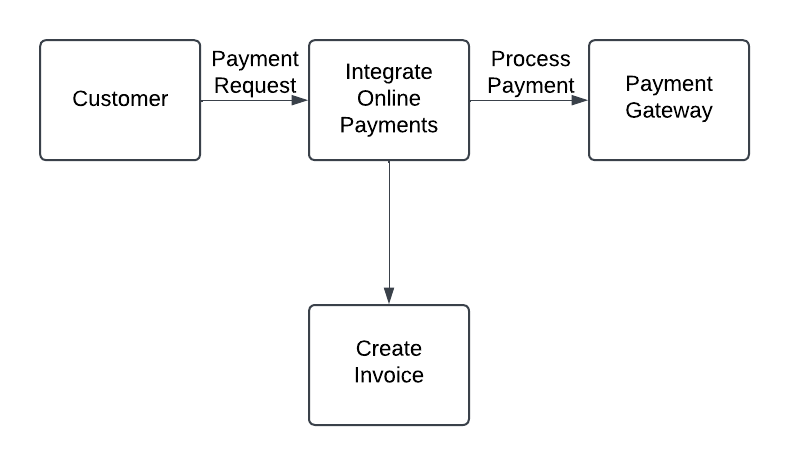 Customer
Payment
Request
Integrate
Online
Payments
Process
Payment
Payment
Gateway
Create
Invoice